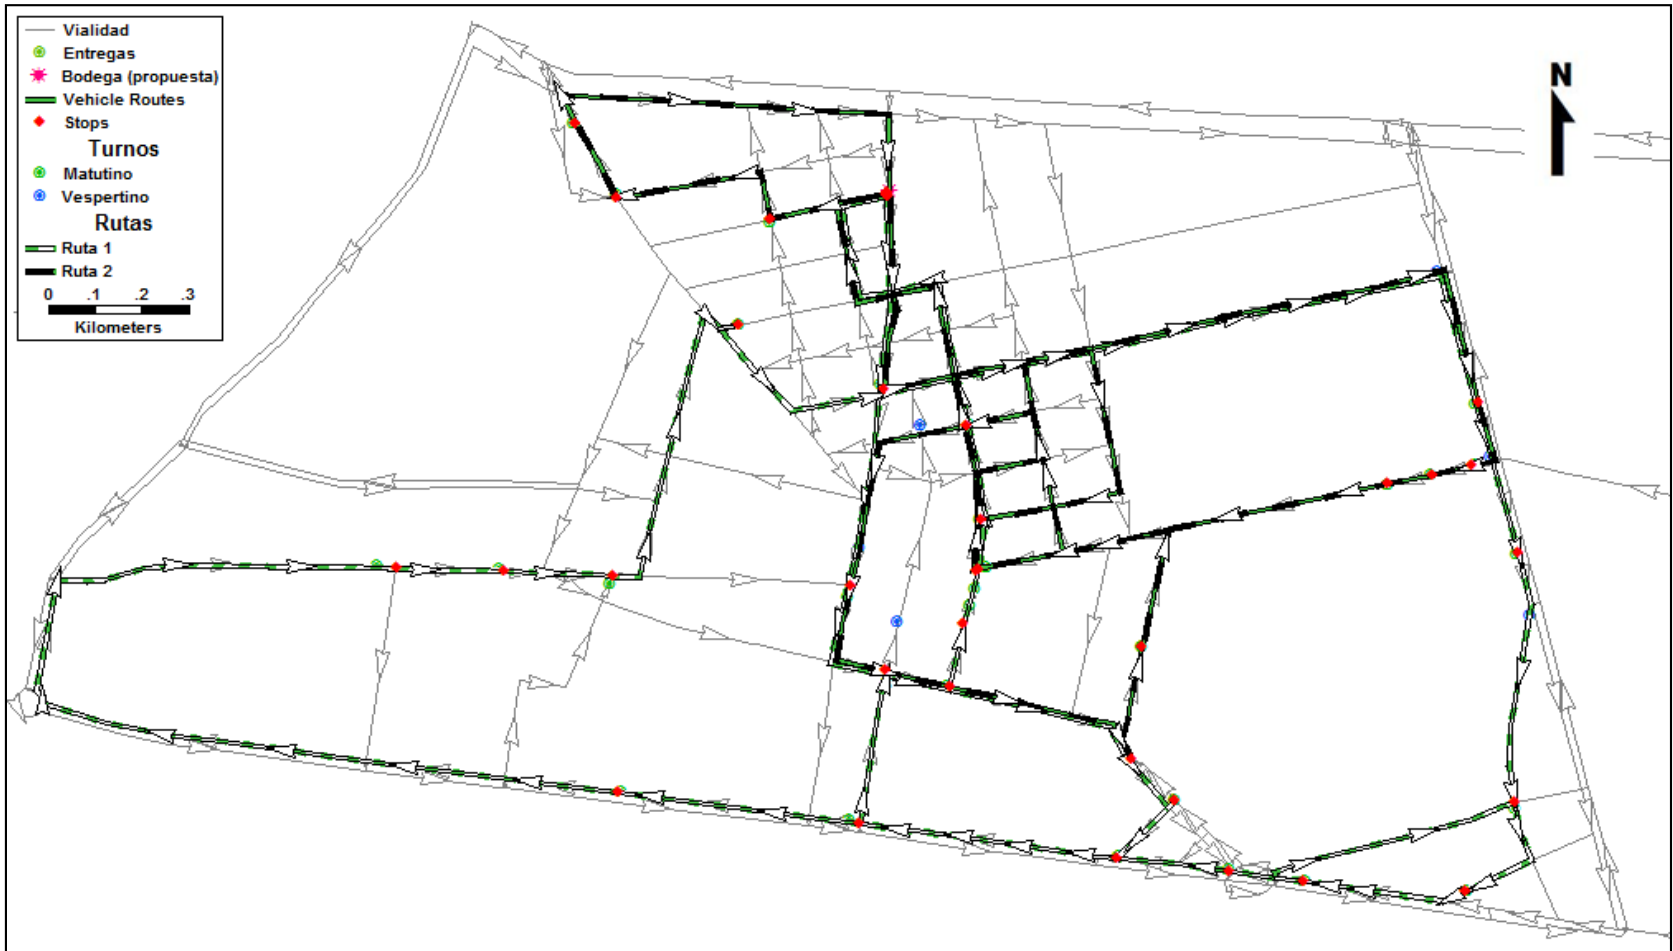 Vialidad
Entregas
Bodega (propuesta)
Vehicle Routes
Stops
Turnos
Matutino
Vespertino
Rutas
Ruta 1
Ruta 2
0 .1 .2 .3
Kilometers
N